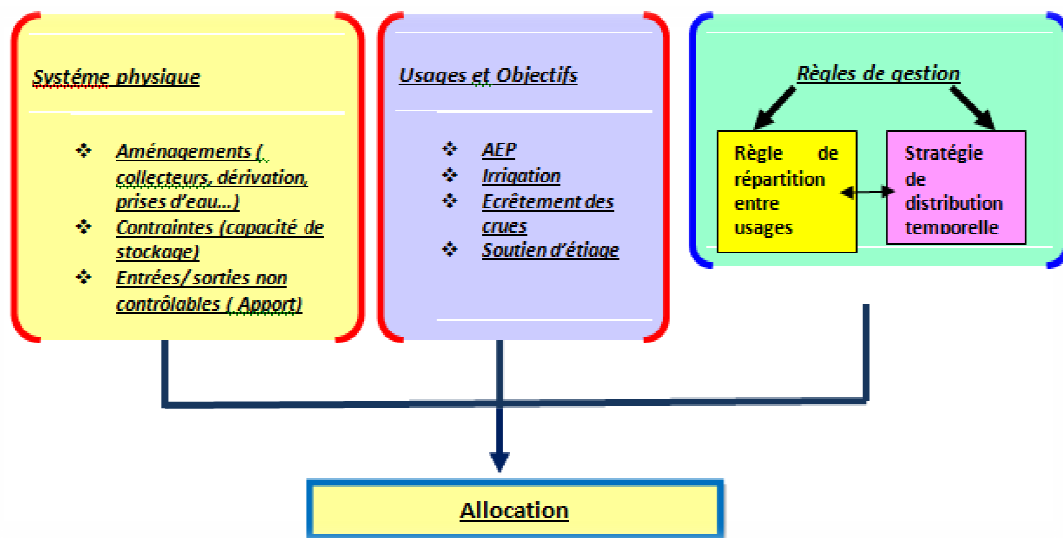 Systéme physique
Aménagements (
collecteurs, dérivation,
prises d'eau...)
Contraintes (capacité de
stockage)
Entrées/ sorties non
contrôlables ( Apport)
Usages et Objectifs
AEP
Irrigation
Ecrêtement des
crues
Soutien d'étiage
Règles de gestion
Règle de
répartition
entre
usages
Stratégie
de
distribution
temporelle
Allocation